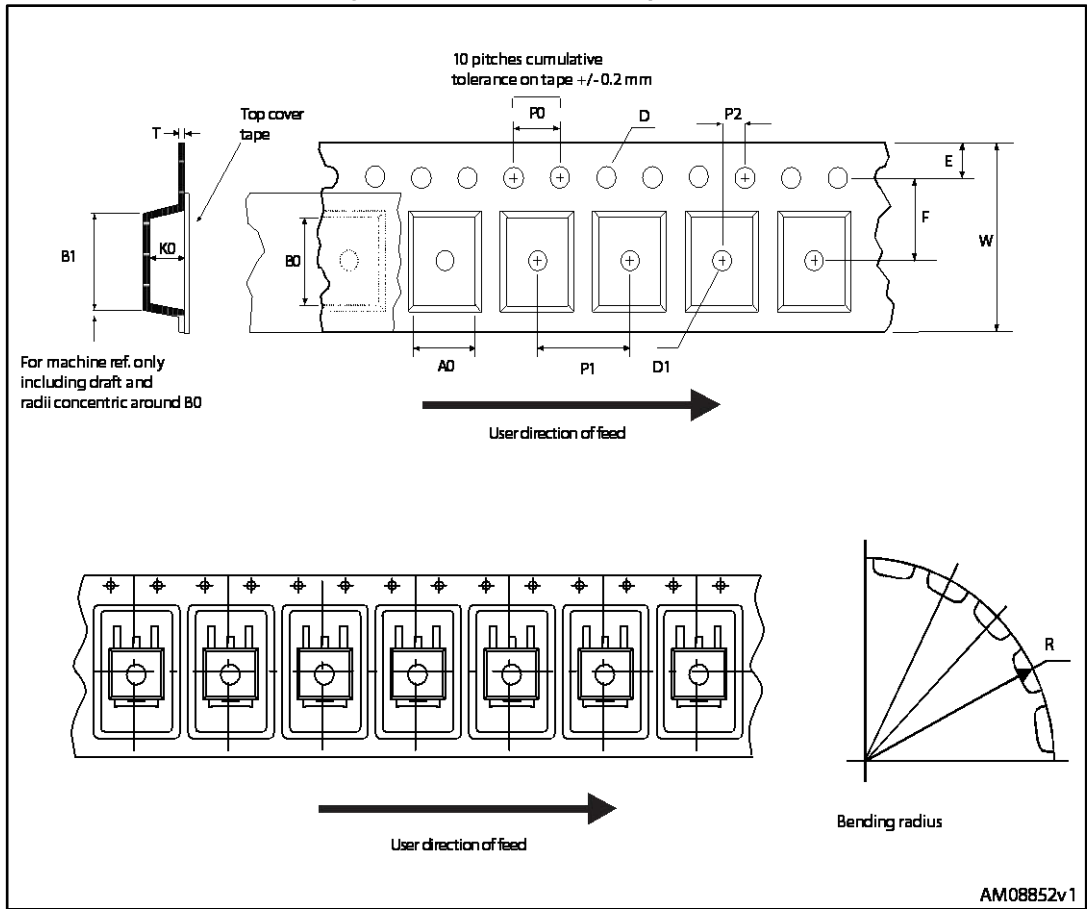 10 pitches cumulative
tolerance on tape +/- 0.2 mm
P0
D
P2
T
Top cover
tape
E
F
W
B1
K0
B0
For machine ref. only
including draft and
radii concentric around B0
A0
P1
D1
User direction of feed
R
User direction of feed
Bending radius
AM08852v1